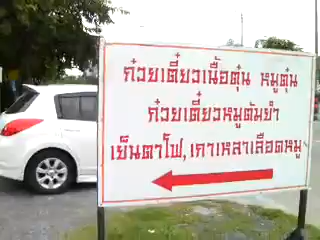 ก๋วยเตี๋ยวเนื้อตุ๋น หมูตุ๋น
ก๋วยเตี๋ยวหมูต้มยำ
เย็นตาโฟ,เกาเหลาเลือดหมู